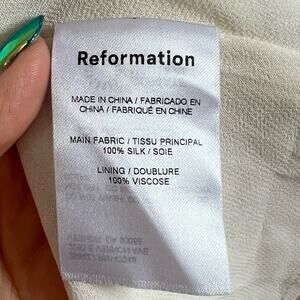 Reformation
MADE IN CHINA / FABRICADO EN
CHINA / FABRIQUÉ EN CHINE
MAIN FABRIC / TISSU PRINCIPAL
100% SILK / SOIE
LINING / DOUBLURE
100% VISCOSE